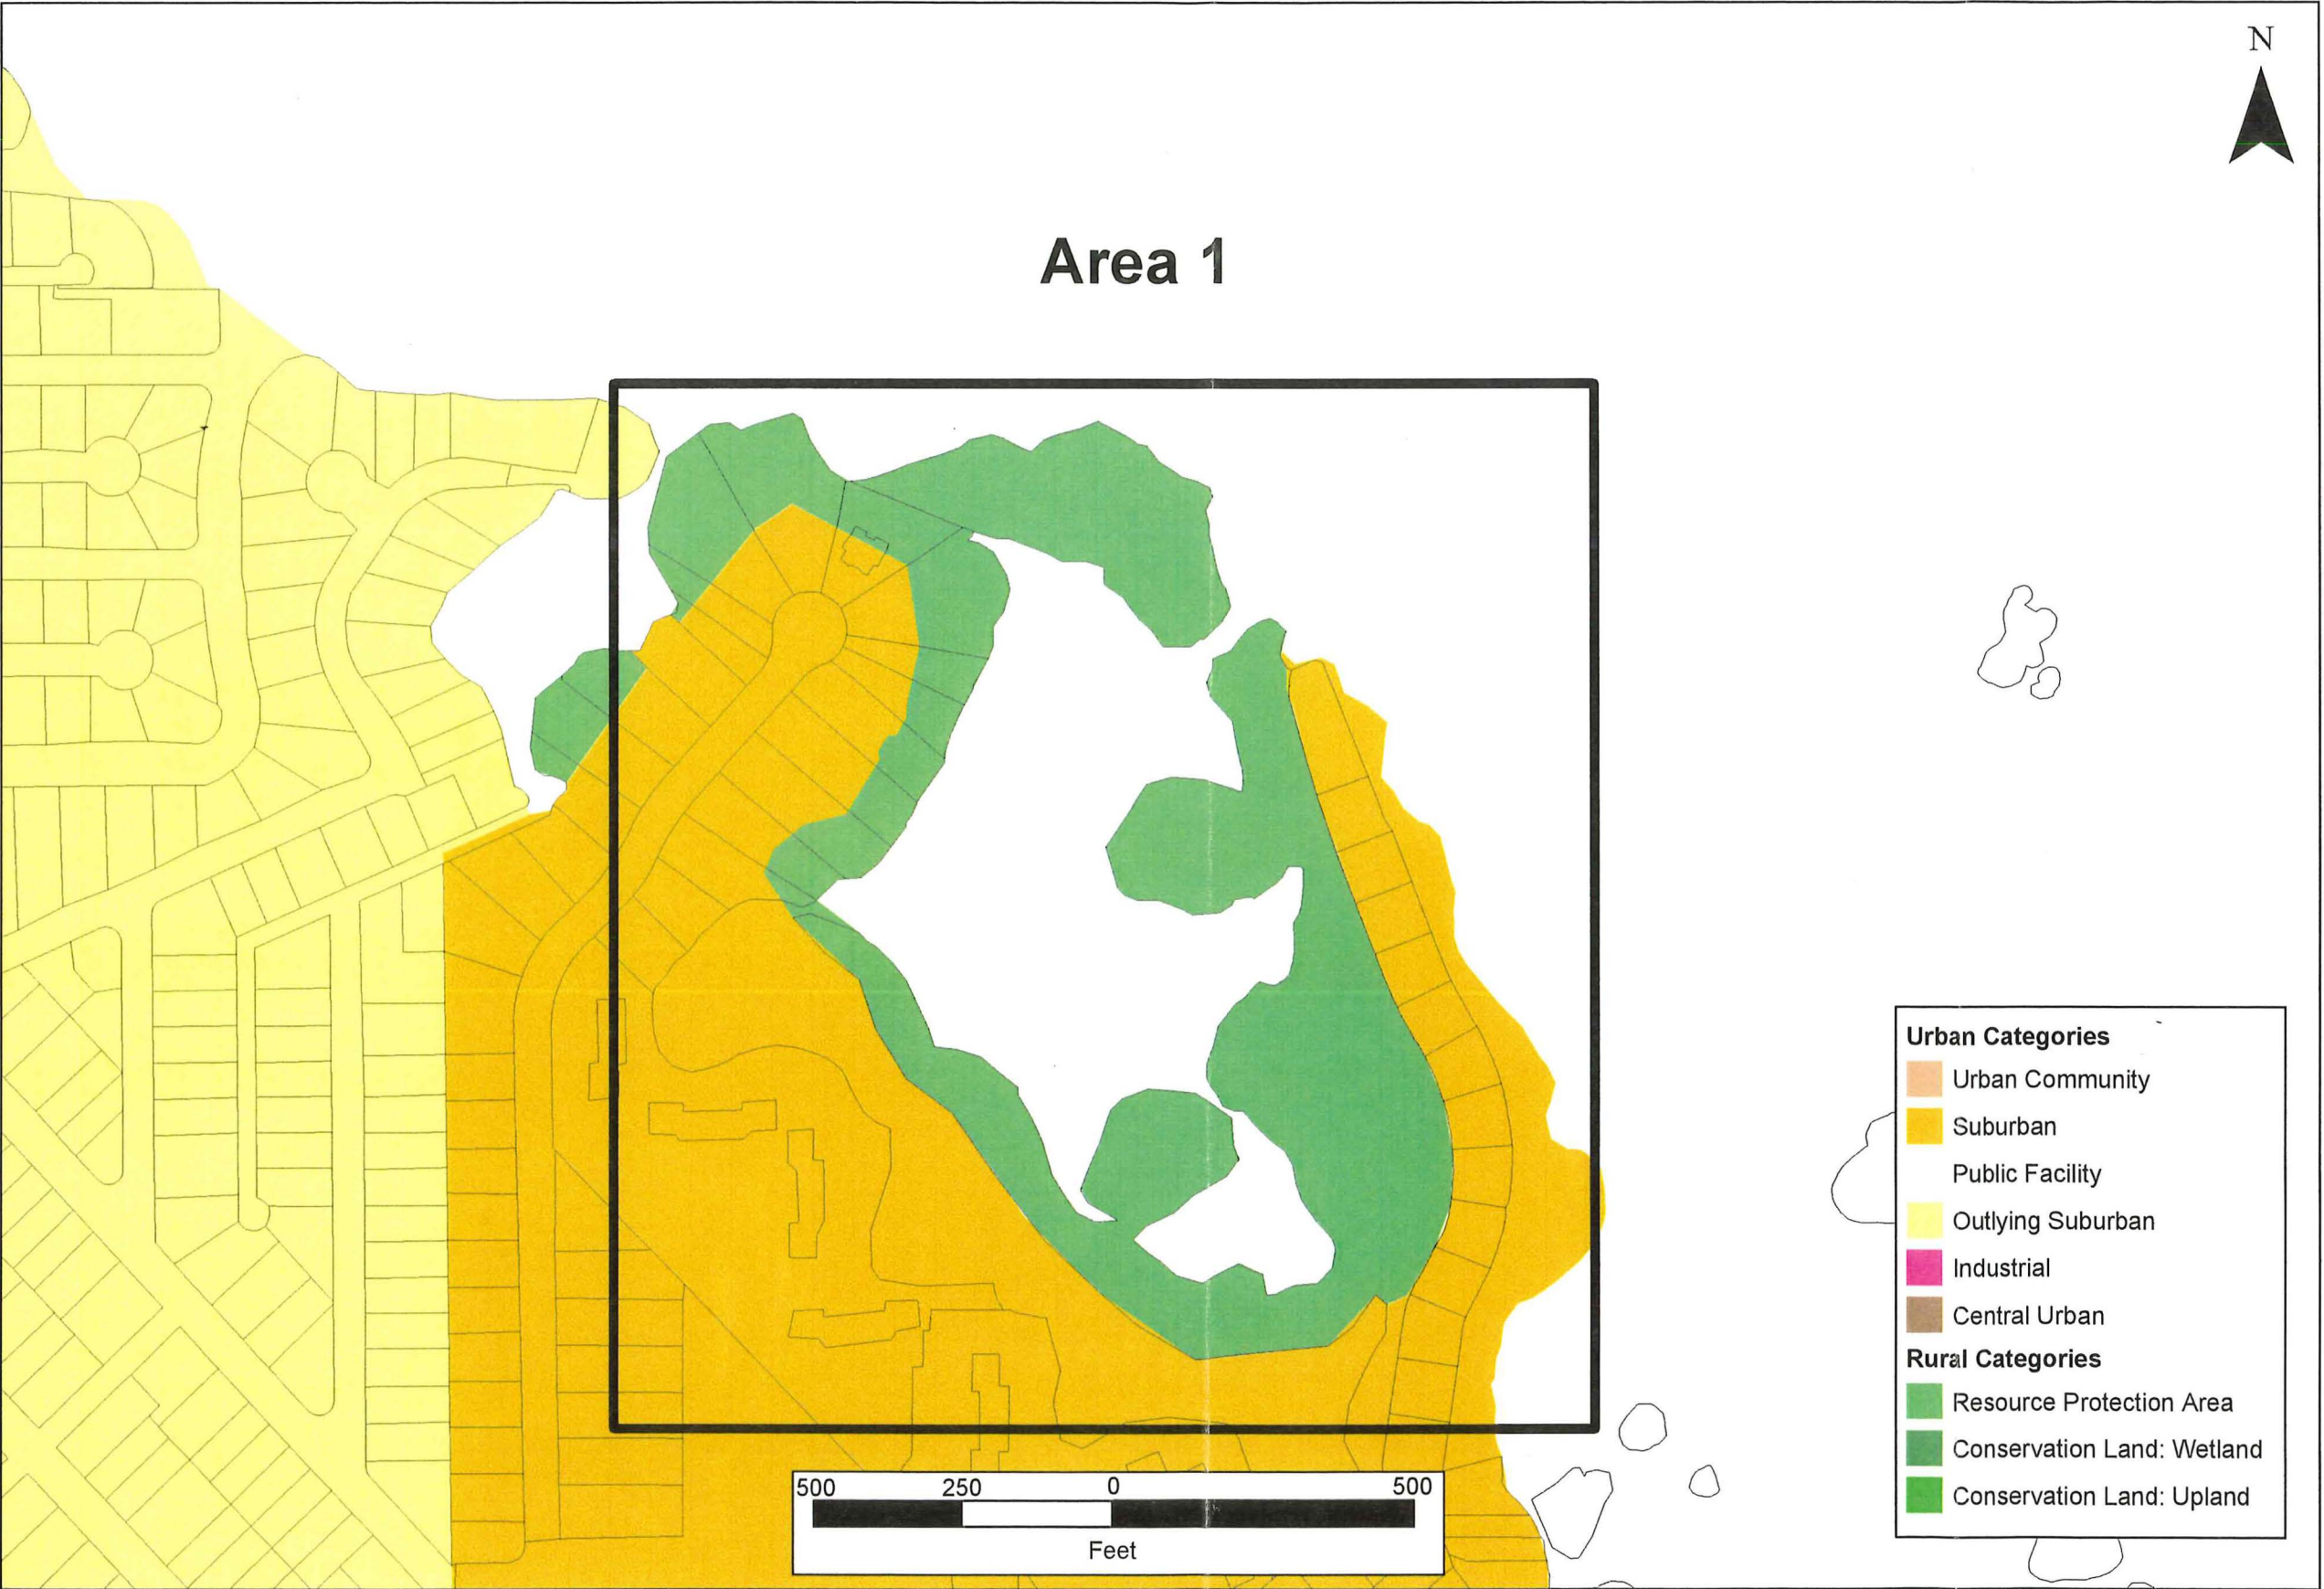 N
Area 1
Urban Categories
Urban Community
Suburban
Public Facility
Outlying Suburban
Industrial
Central Urban
Rural Categories
Resource Protection Area
Conservation Land: Wetland
Conservation Land: Upland
500 250 0 500
Feet